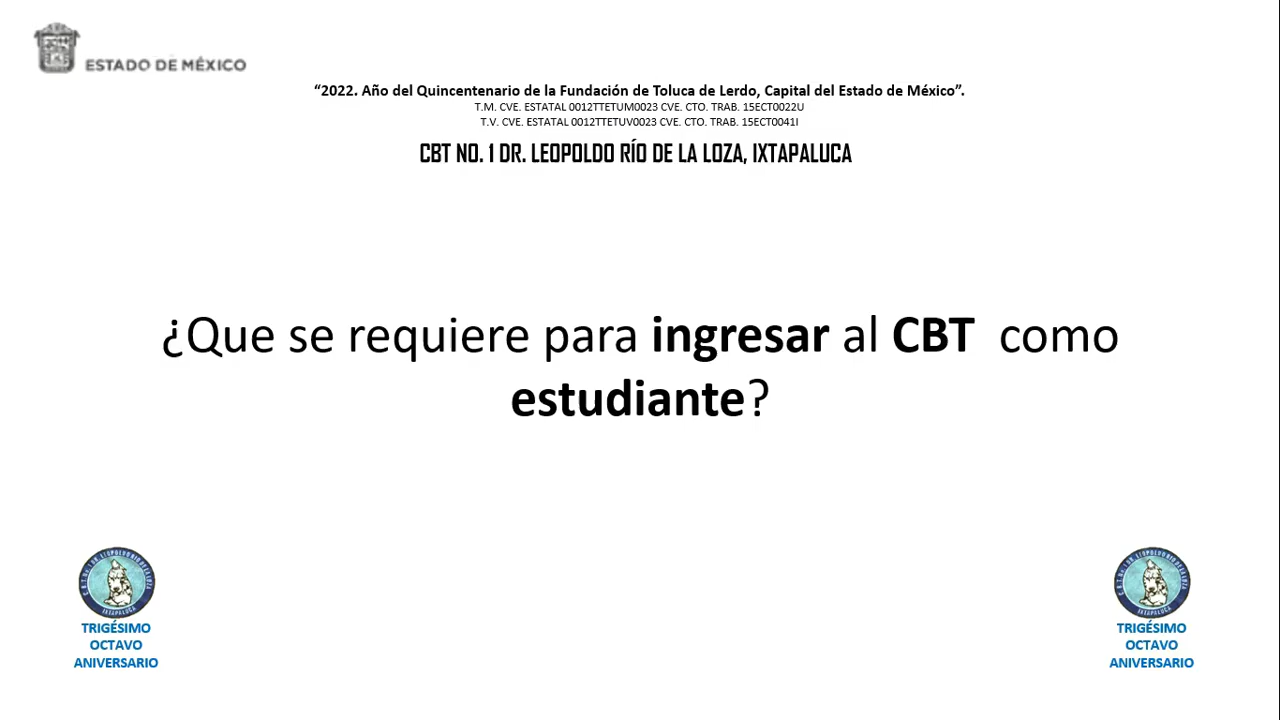 ESTADO DE MÉXICO
“2022. Año del Quincentenario de la Fundación de Toluca de Lerdo, Capital del Estado de México”.
T.M. CVE. ESTATAL 0012TTETUM0023 CVE. CTO. TRAB. 15ECT0022U
T.V. CVE. ESTATAL 0012TTETUV0023 CVE. CTO. TRAB. 15ECT0041I
CBT NO. 1 DR. LEOPOLDO RÍO DE LA LOZA, IXTAPALUCA
¿Que se requiere para ingresar al CBT como
estudiante?
IXTAPALUCA
TRIGÉSIMO
OCTAVO
ANIVERSARIO
IXTAPALUCA
TRIGÉSIMO
OCTAVO
ANIVERSARIO